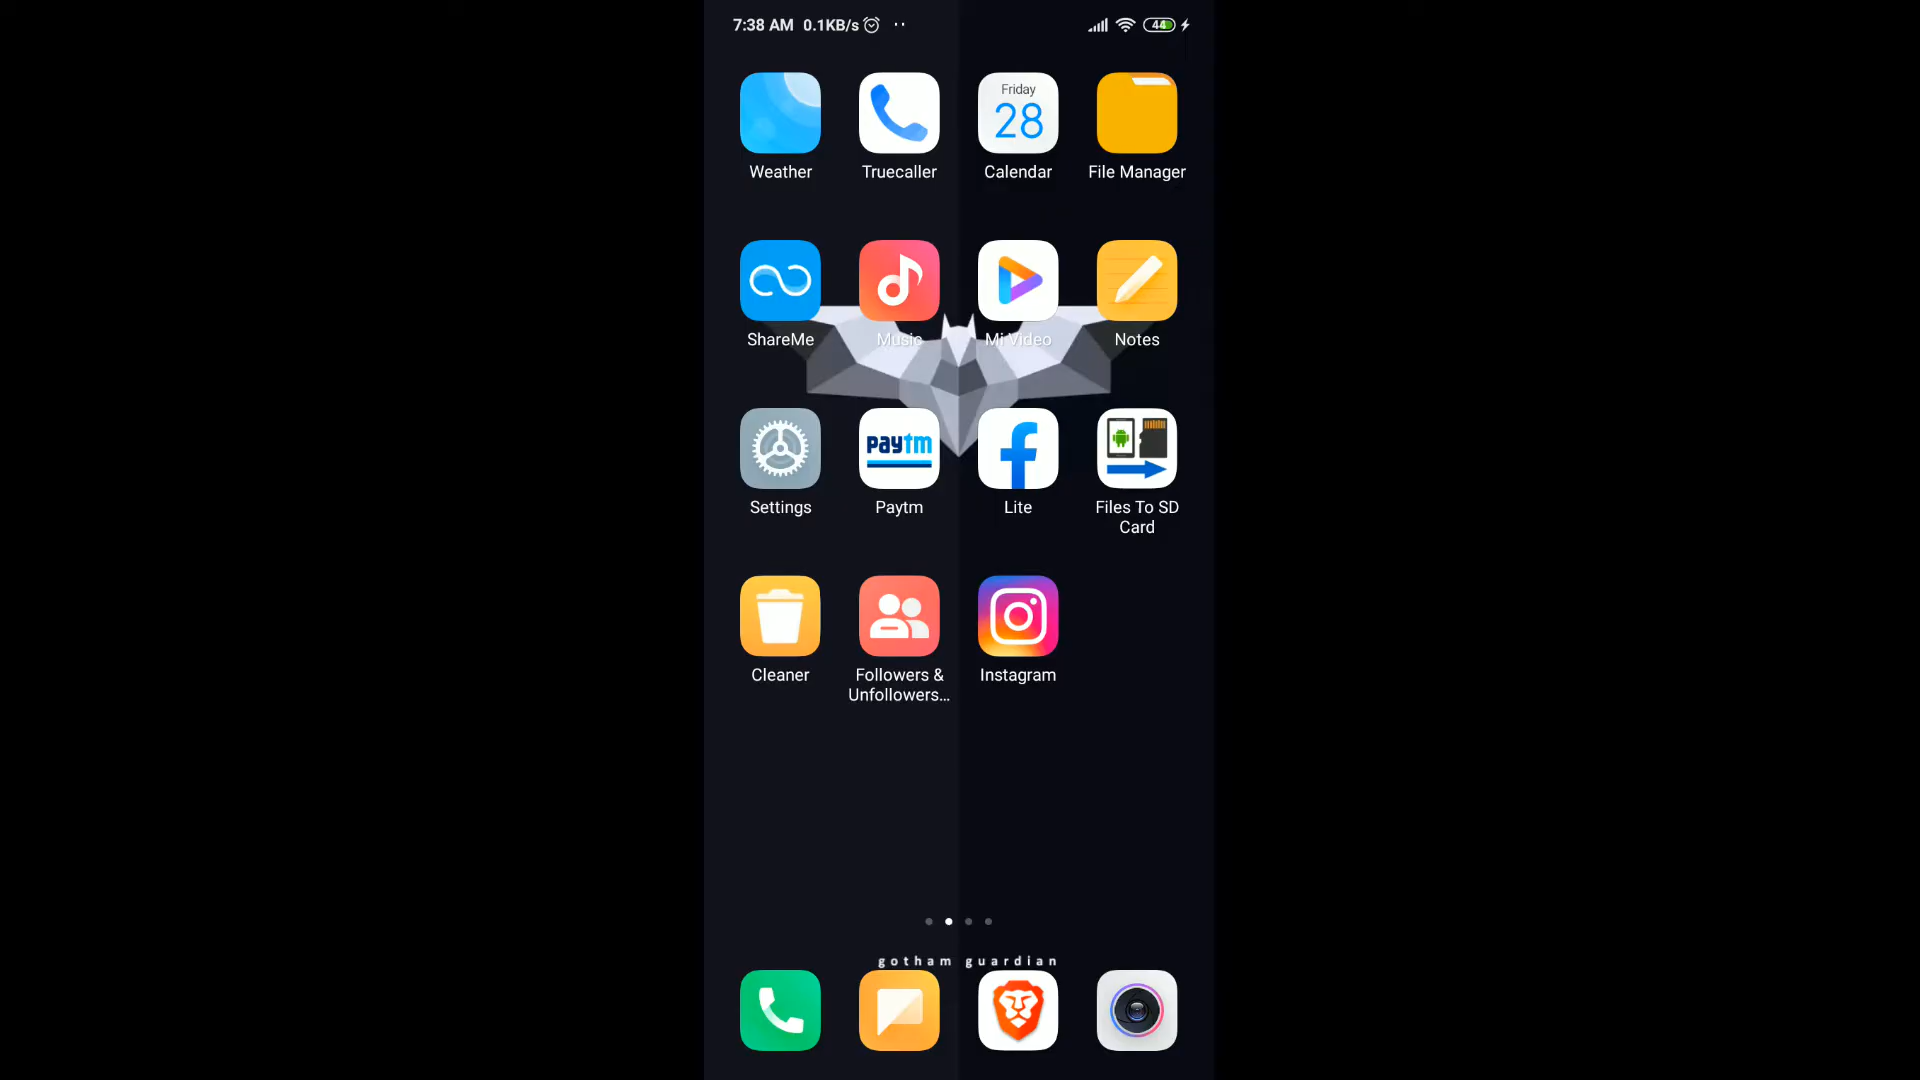 7:38 AM 0.1KB/s
44
Weather
Truecaller
Friday
28
Calendar
File Manager
ShareMe
Music
Mi Video
Notes
Settings
paytm
Paytm
Lite
Files To SD
Card
Cleaner
Followers &
Unfollowers...
Instagram
gotham guardian